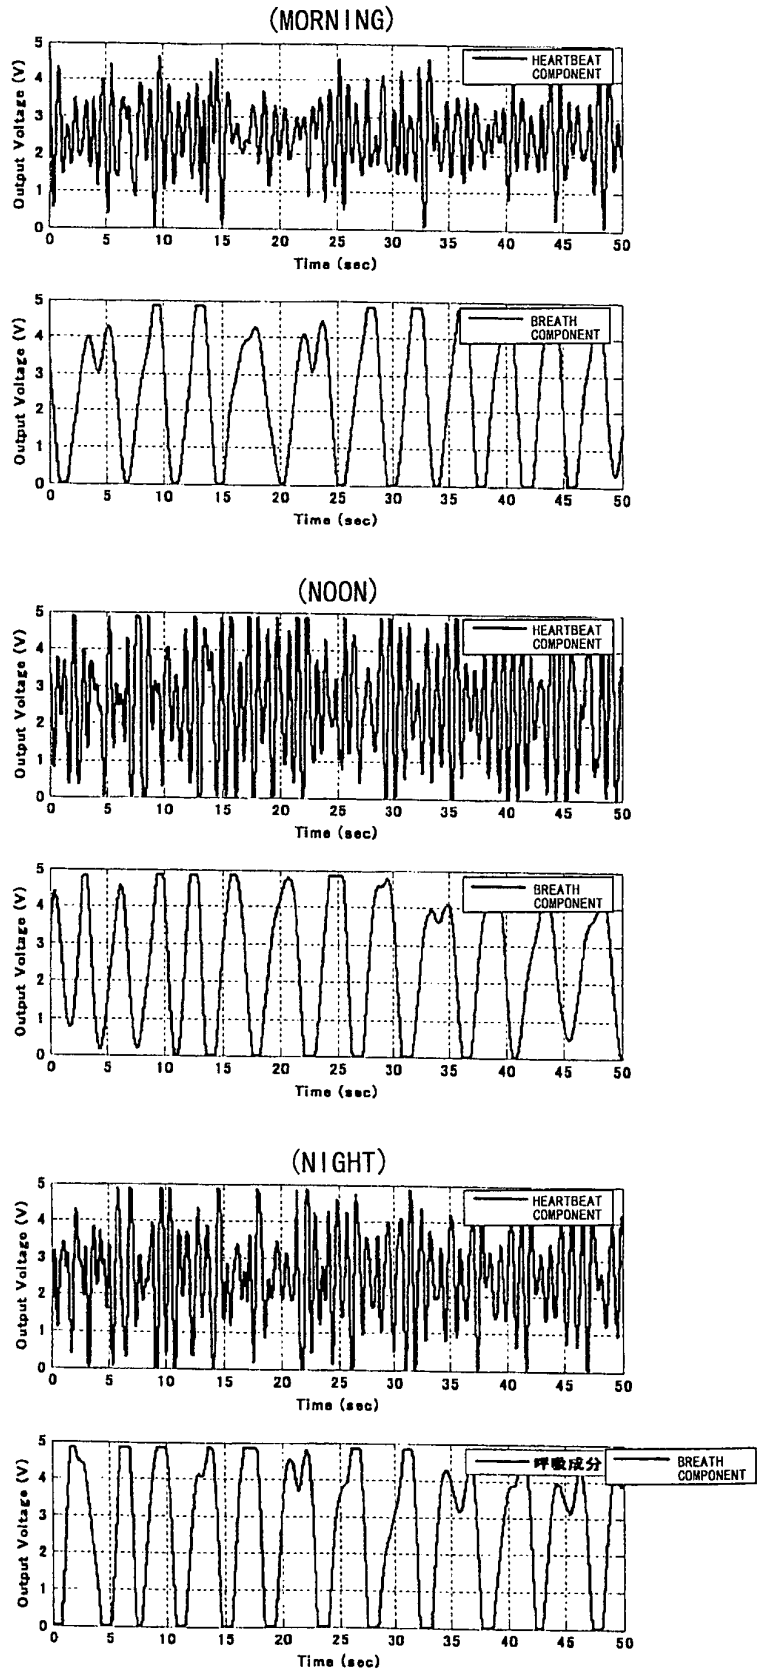 (MORNING)
Output Voltage (V)
5
4
3
2
1
0
HEARTBEAT
COMPONENT
0 5 10 15 20 25 30 35 40 45 50
Time (sec)
Output Voltage (V)
5
4
3
2
1
0
BREATH
COMPONENT
0 5 10 15 20 25 30 35 40 45 50
Time (sec)
(NOON)
Output Voltage (V)
5
4
3
2
1
0
HEARTBEAT
COMPONENT
0 5 10 15 20 25 30 35 40 45 50
Time (sec)
Output Voltage (V)
5
4
3
2
1
0
BREATH
COMPONENT
0 5 10 15 20 25 30 35 40 45 50
Time (sec)
(NIGHT)
Output Voltage (V)
5
4
3
2
1
0
HEARTBEAT
COMPONENT
0 5 10 15 20 25 30 35 40 45 50
Time (sec)
Output Voltage (V)
5
4
3
2
1
0
呼吸成分
BREATH
COMPONENT
0 5 10 15 20 25 30 35 40 45 50
Time (sec)